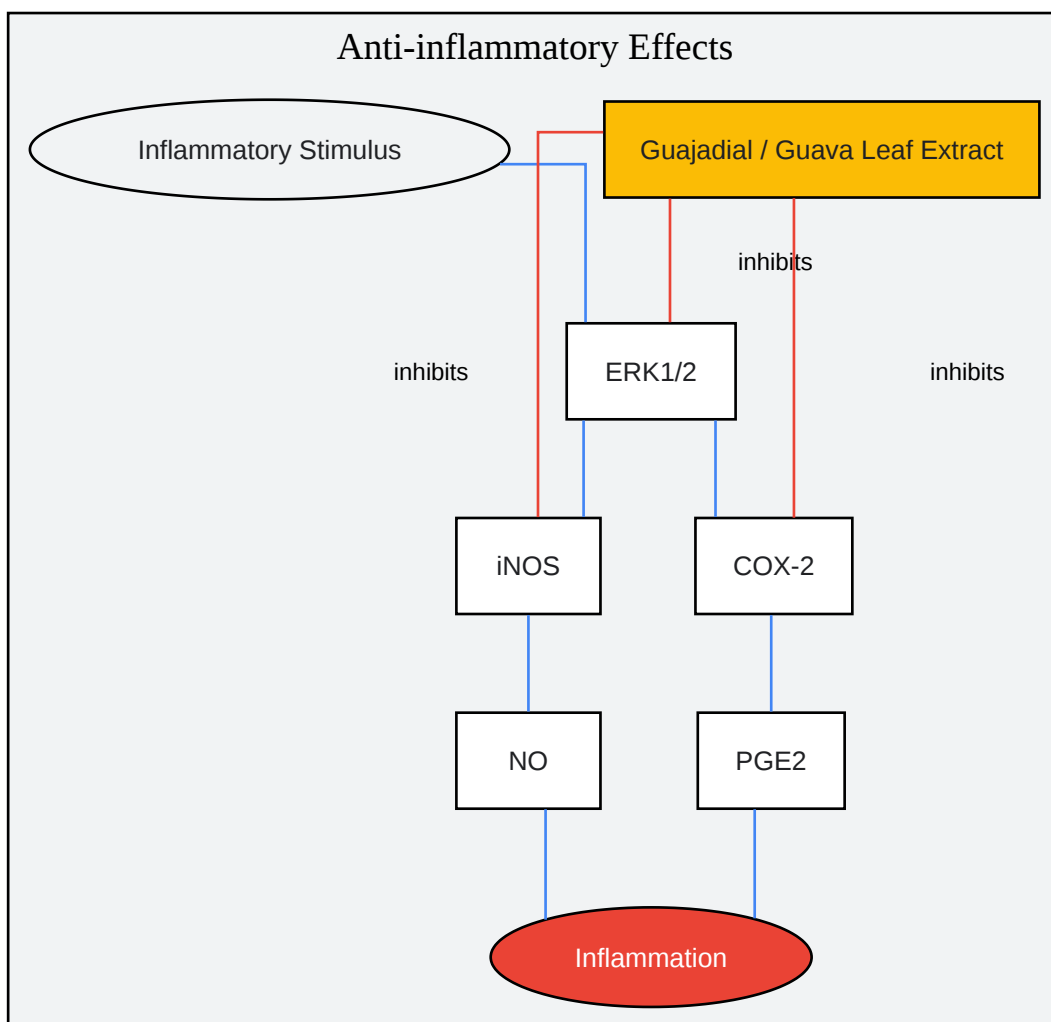 Anti-inflammatory Effects
Inflammatory Stimulus
Guajadial / Guava Leaf Extract
inhibits
inhibits
ERK1/2
inhibits
iNOS
COX-2
NO
PGE2
Inflammation